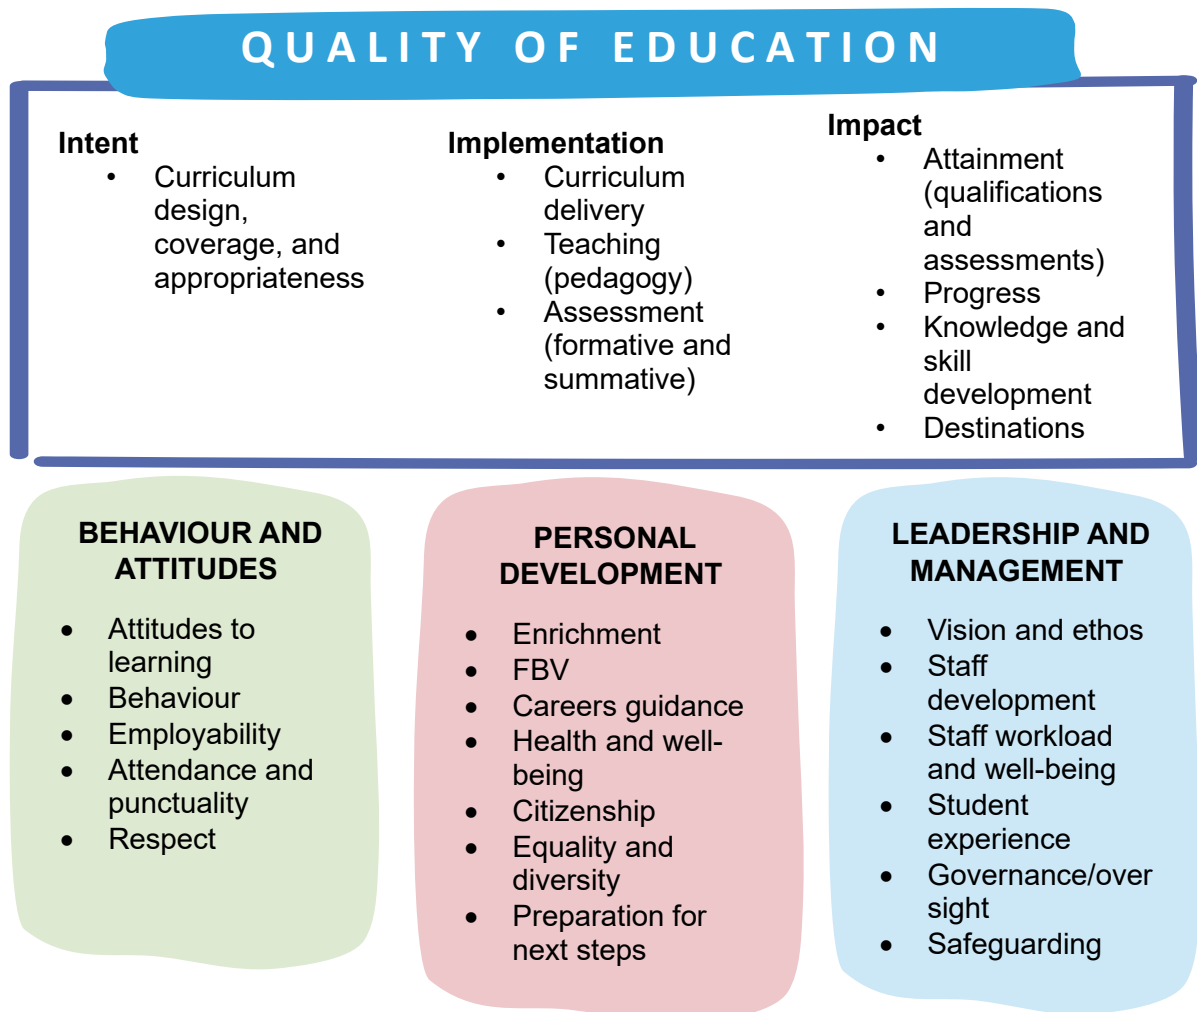 QUALITY OF EDUCATION
Intent
• Curriculum
design,
coverage, and
appropriateness
Implementation
• Curriculum
delivery
• Teaching
(pedagogy)
• Assessment
(formative and
summative)
Impact
• Attainment
(qualifications
and
assessments)
• Progress
• Knowledge and
skill
development
• Destinations
BEHAVIOUR AND
ATTITUDES
• Attitudes to
learning
• Behaviour
• Employability
• Attendance and
punctuality
• Respect
PERSONAL
DEVELOPMENT
• Enrichment
• FBV
• Careers guidance
• Health and well-
being
• Citizenship
• Equality and
diversity
• Preparation for
next steps
LEADERSHIP AND
MANAGEMENT
• Vision and ethos
• Staff
development
• Staff workload
and well-being
• Student
experience
• Governance/over
sight
• Safeguarding